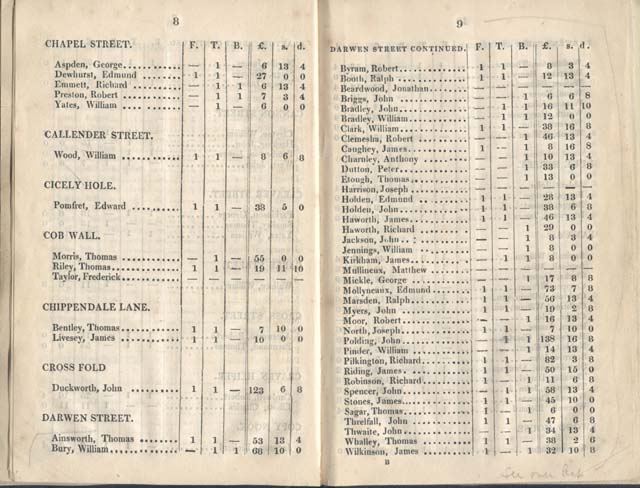 8
CHAPEL STREET. F. T. B. £. s. d.
Aspden, George — 1 — 6 13 4
Dewhurst, Edmund 1 1 — 27 0 0
Emmett, Richard — 1 1 6 13 4
Preston, Robert — 1 1 7 3 4
Yates, William — 1 — 6 0 0
CALLENDER STREET.
Wood, William 1 1 — 8 6 8
CICELY HOLE.
Pomfret, Edward 1 1 — 38 5 0
COB WALL.
Morris, Thomas — 1 — 55 0 0
Riley, Thomas 1 1 — 19 11 10
Taylor, Frederick — — — — — —
CHIPPENDALE LANE.
Bentley, Thomas 1 1 — 7 10 0
Livesey, James 1 1 — 10 0 0
CROSS FOLD
Duckworth, John 1 1 — 123 6 8
DARWEN STREET.
Ainsworth, Thomas 1 1 — 53 13 4
Bury, William — 1 1 68 10 0
9
DARWEN STREET CONTINUED. F. T. B. £. s. d.
Byram, Robert 1 1 — 8 3 4
Booth, Ralph 1 1 — 12 13 4
Beardwood, Jonathan — — — — — —
Briggs, John — — 1 6 6 8
Bradley, John — 1 1 16 11 10
Bradley, William — 1 1 12 0 0
Clark, William 1 1 — 38 16 8
Clemesha, Robert — — 1 46 13 4
Caughey, James 1 — 1 8 16 8
Charnley, Anthony — — 1 10 13 4
Dutton, Peter — — 1 33 6 8
Etough, Thomas — — 1 13 0 0
Harrison, Joseph — — — — — —
Holden, Edmund 1 1 — 28 13 4
Holden, John 1 1 — 38 6 8
Haworth, James 1 1 — 46 13 4
Haworth, Richard — — 1 29 0 0
Jackson, John — — 1 8 3 4
Jennings, William — — 1 8 0 0
Kirkham, James — 1 1 8 0 0
Mullineux, Matthew — — — — — —
Mickle, George — — 1 17 8 8
Mollyneaux, Edmund 1 1 — 73 7 8
Marsden, Ralph 1 1 — 56 13 4
Myers, John 1 1 — 19 2 8
Moor, Robert — — 1 16 13 4
North, Joseph 1 1 — 7 10 0
Polding, John 1 1 138 16 8
Pinder, William — — 1 14 13 4
Pilkington, Richard 1 1 — 82 3 8
Riding, James 1 1 — 50 15 0
Robinson, Richard 1 — 1 11 6 8
Spencer, John — 1 1 58 13 4
Stones, James 1 1 — 45 10 0
Sagar, Thomas 1 — 1 6 0 0
Threlfall, John 1 1 — 47 6 8
Thwaite, John — — 1 34 13 4
Whalley, Thomas 1 1 — 38 2 6
Wilkinson, James 1 1 — 32 10 8
B
See over